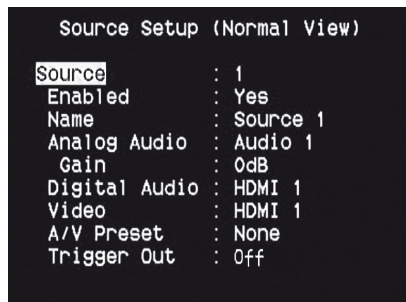 Source Setup (Normal View)
Source : 1
Enabled : Yes
Name : Source 1
Analog Audio : Audio 1
Gain : 0dB
Digital Audio : HDMI 1
Video : HDMI 1
A/V Preset : None
Trigger Out : Off